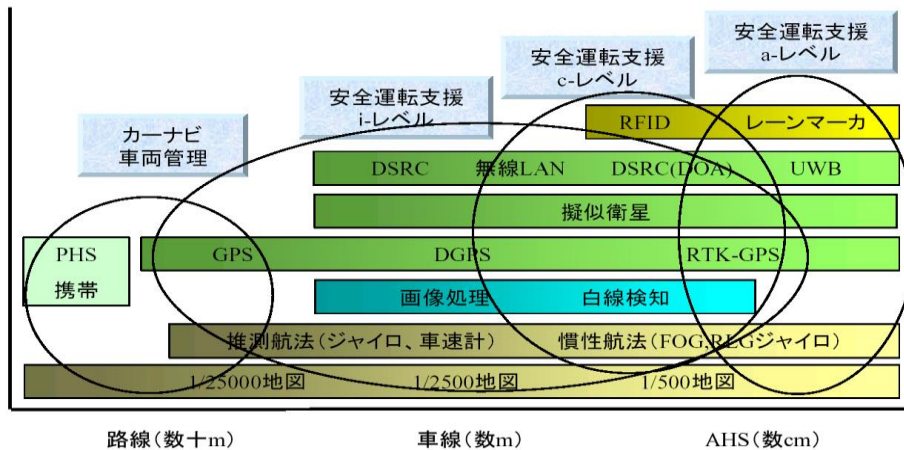 安全運転支援
a-レベル
安全運転支援
c-レベル
安全運転支援
i-レベル
カーナビ
車両管理
RFID レーンマーカ
DSRC 無線LAN DSRC(DOA) UWB
擬似衛星
PHS
携帯
GPS DGPS RTK-GPS
画像処理 白線検知
推測航法(ジャイロ、車速計) 慣性航法(FOG,RLGジャイロ)
1/25000地図 1/2500地図 1/500地図
路線(数十m) 車線(数m) AHS(数cm)